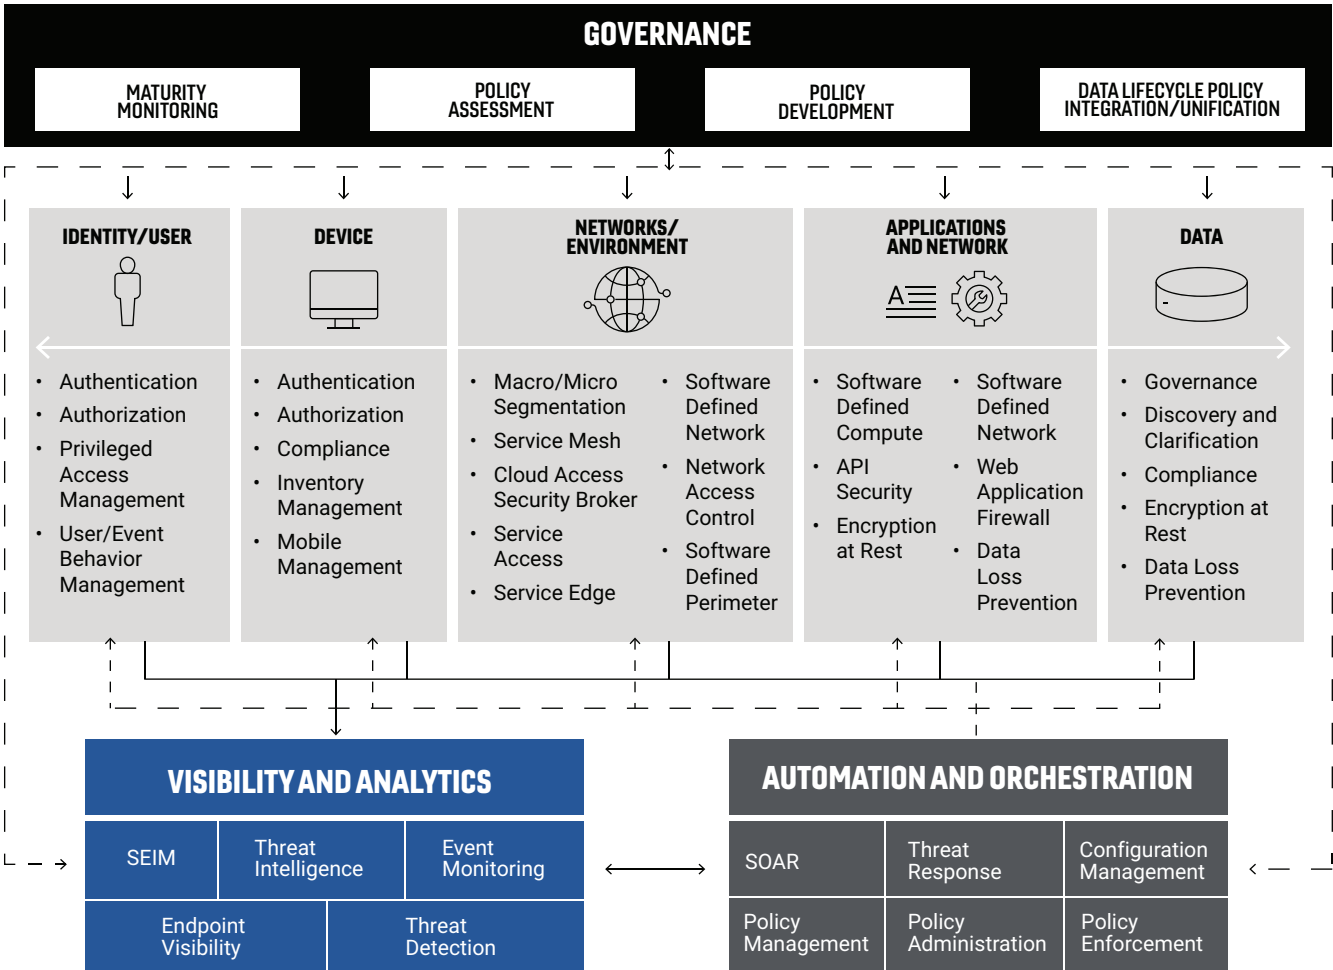 GOVERNANCE
MATURITY
MONITORING
POLICY
ASSESSMENT
POLICY
DEVELOPMENT
DATA LIFECYCLE POLICY
INTEGRATION/UNIFICATION
IDENTITY/USER
• Authentication
• Authorization
• Privileged
Access
Management
• User/Event
Behavior
Management
DEVICE
• Authentication
• Authorization
• Compliance
• Inventory
Management
• Mobile
Management
NETWORKS/
ENVIRONMENT
• Macro/Micro
Segmentation
• Service Mesh
• Cloud Access
Security Broker
• Service
Access
• Service Edge
• Software
Defined
Network
• Network
Access
Control
• Software
Defined
Perimeter
APPLICATIONS
AND NETWORK
A
• Software
Defined
Compute
• API
Security
• Encryption
at Rest
• Software
Defined
Network
• Web
Application
Firewall
• Data
Loss
Prevention
DATA
• Governance
• Discovery and
Clarification
• Compliance
• Encryption at
Rest
• Data Loss
Prevention
VISIBILITY AND ANALYTICS
SEIM
Threat
Intelligence
Event
Monitoring
Endpoint
Visibility
Threat
Detection
AUTOMATION AND ORCHESTRATION
SOAR
Threat
Response
Configuration
Management
Policy
Management
Policy
Administration
Policy
Enforcement